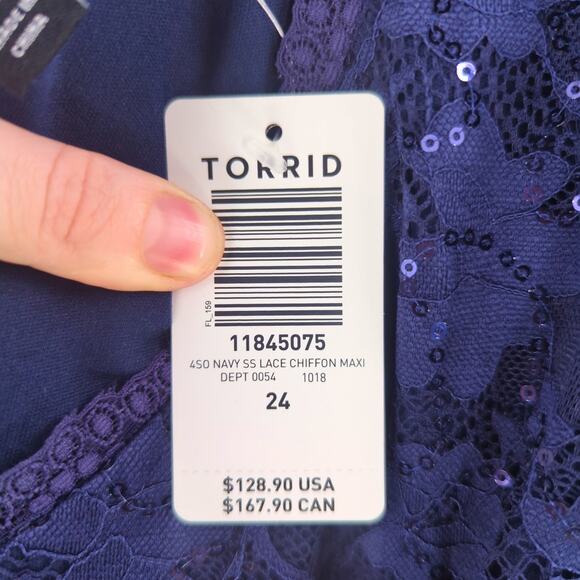 TORRID
FL_159
11845075
4SO NAVY SS LACE CHIFFON MAXI
DEPT 0054 1018
24
$128.90 USA
$167.90 CAN